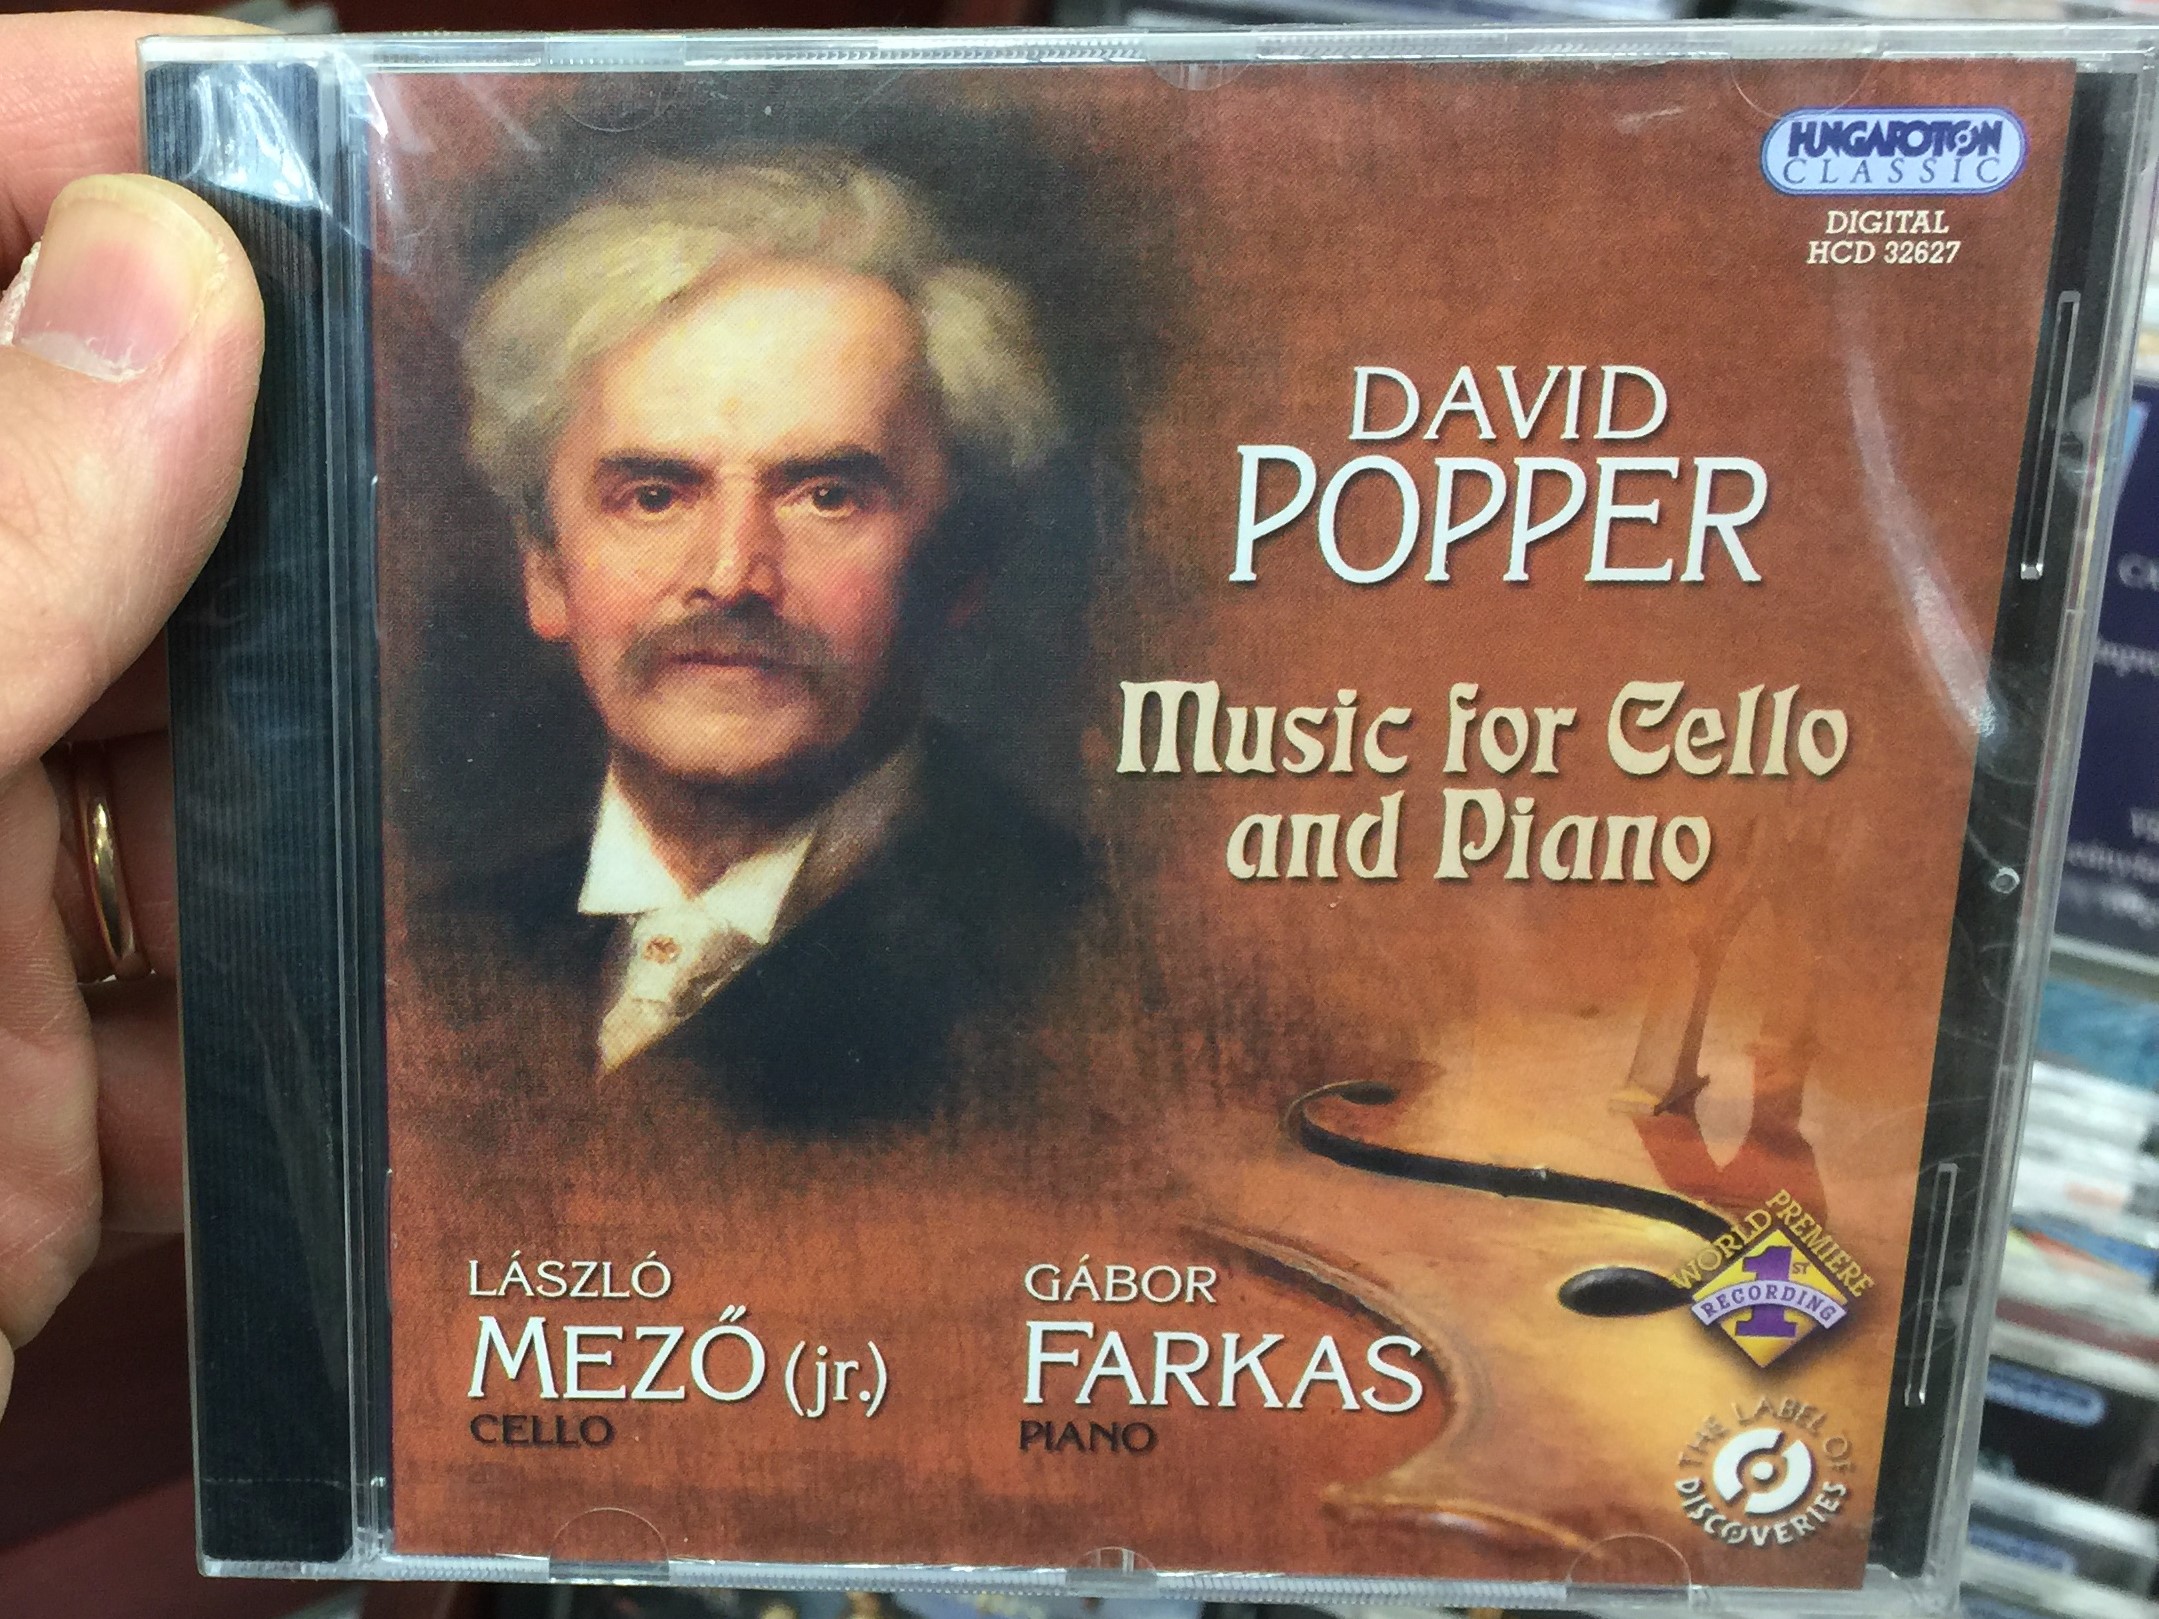 HUNGAROTON
CLASSIC
DIGITAL
HCD 32627
DAVID
POPPER
Music for Cello
and Piano
LÁSZLÓ
MEZŐ (jr.)
CELLO
GÁBOR
FARKAS
PIANO
WORLD PREMIERE
1ST
RECORDING
THE LABEL OF
DISCOVERIES